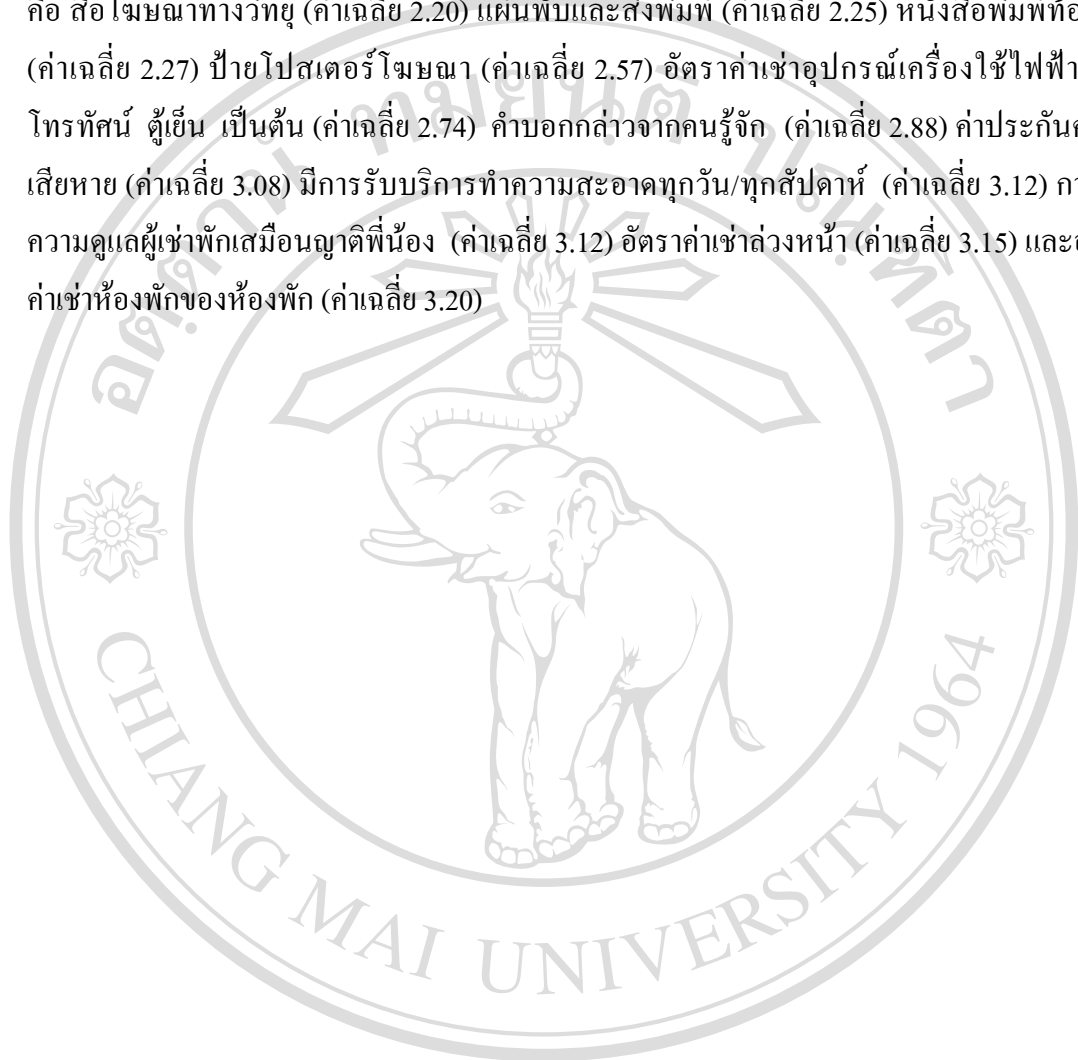 คือ สื่อโฆษณาทางวิทยุ (ค่าเฉลี่ย 2.20) แผ่นพับและสิ่งพิมพ์ (ค่าเฉลี่ย 2.25) หนังสือพิมพ์
(ค่าเฉลี่ย 2.27) ป้ายโปสเตอร์โฆษณา (ค่าเฉลี่ย 2.57) อัตราค่าเช่าอุปกรณ์เครื่องใช้ไฟฟ้า
โทรทัศน์ ตู้เย็น เป็นต้น (ค่าเฉลี่ย 2.74) คำบอกกล่าวจากคนรู้จัก (ค่าเฉลี่ย 2.88) ค่าประกัน
เสียหาย (ค่าเฉลี่ย 3.08) มีการรับบริการทำความสะอาดทุกวัน/ทุกสัปดาห์ (ค่าเฉลี่ย 3.12)
ความดูแลผู้เช่าพักเสมือนญาติพี่น้อง (ค่าเฉลี่ย 3.12) อัตราค่าเช่าล่วงหน้า (ค่าเฉลี่ย 3.15) และ
ค่าเช่าห้องพักของห้องพัก (ค่าเฉลี่ย 3.20)
CHIANG MAI UNIVERSITY 1964